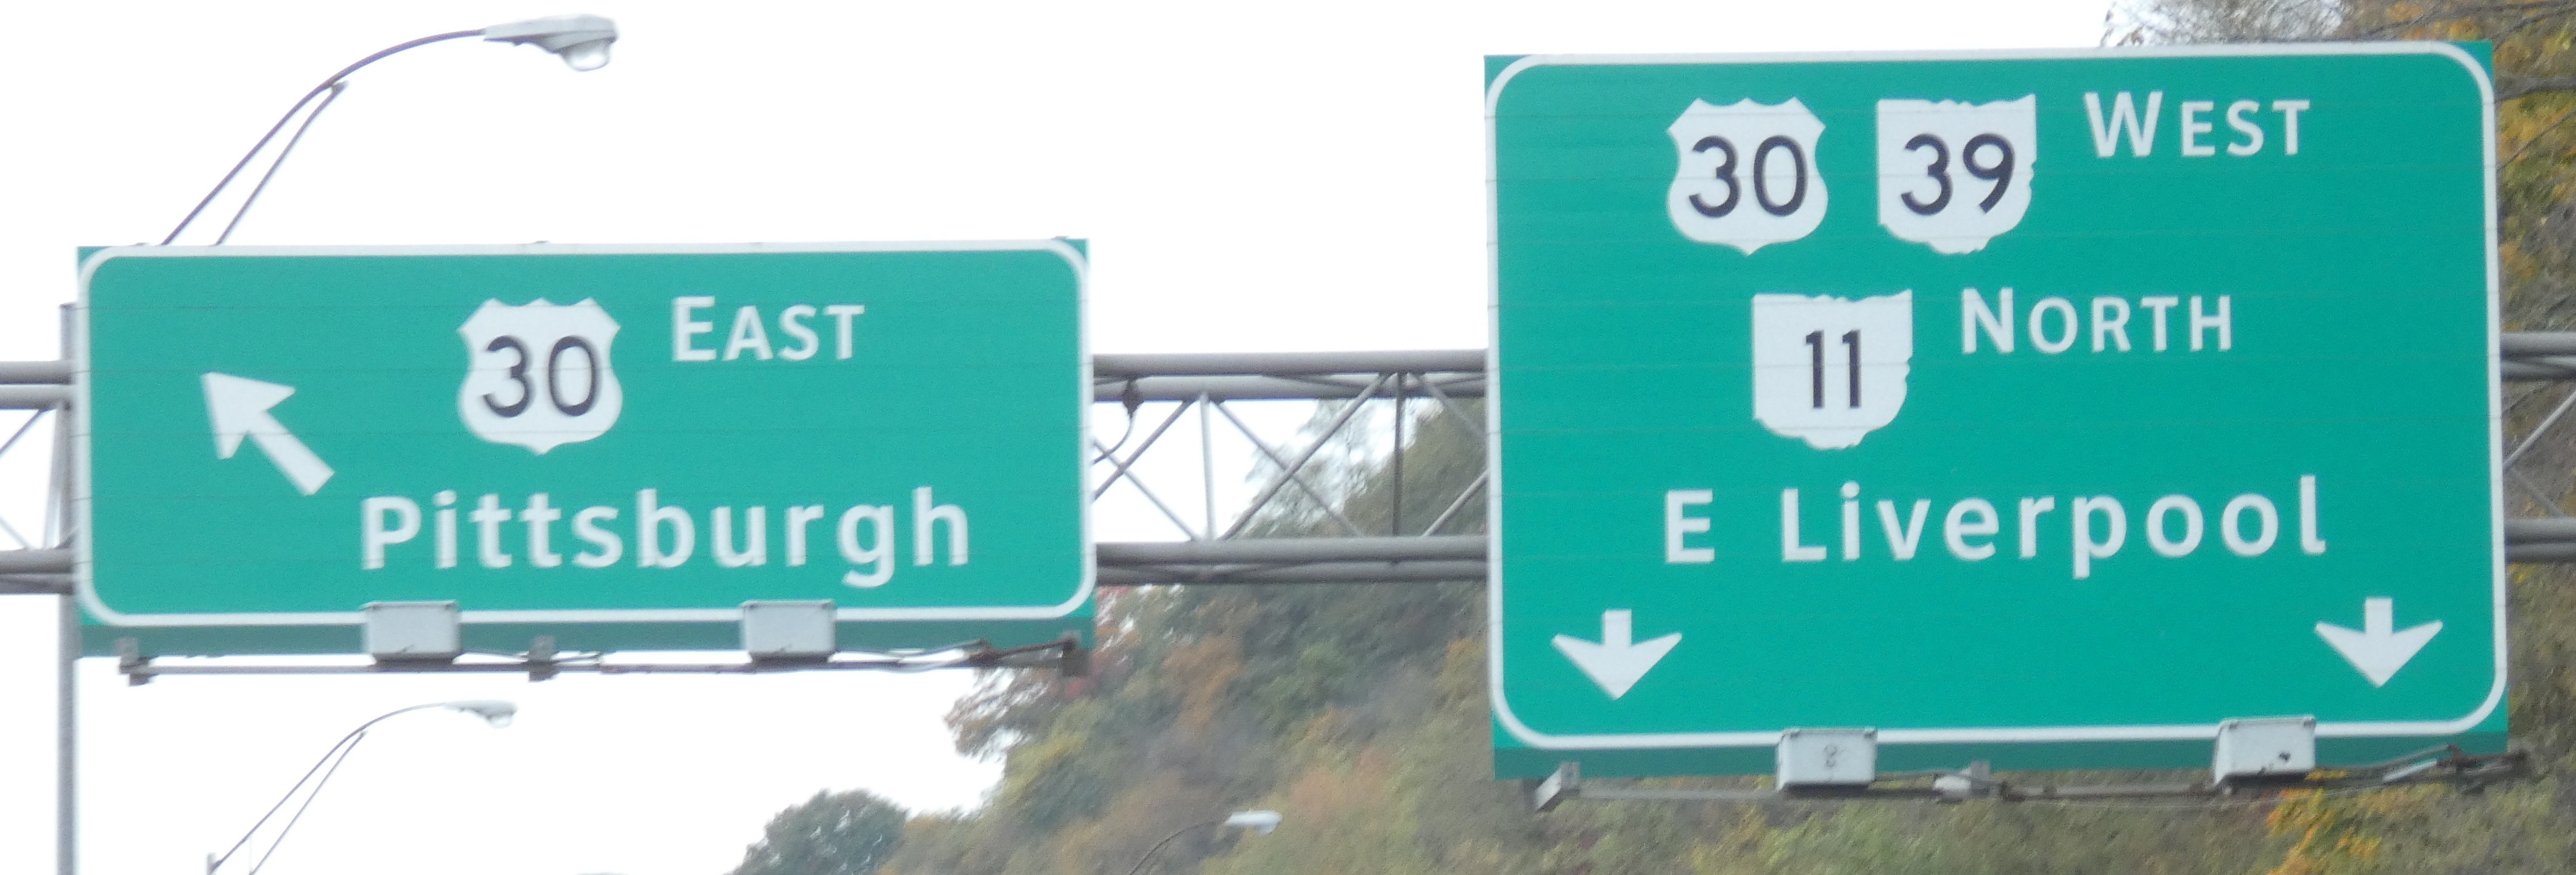 30 EAST
Pittsburgh
30 39 WEST
11 NORTH
E Liverpool